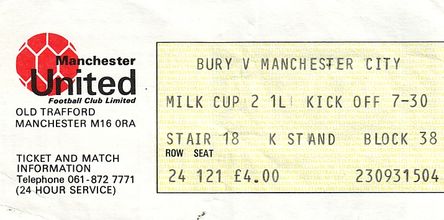 Manchester
United
Football Club Limited
OLD TRAFFORD
MANCHESTER M16 0RA
TICKET AND MATCH
INFORMATION
Telephone 061-872 7771
(24 HOUR SERVICE)
BURY V MANCHESTER CITY
MILK CUP 2 1L KICK OFF 7-30
STAIR 18 K STAND BLOCK 38
ROW SEAT
24 121 £4.00 230931504